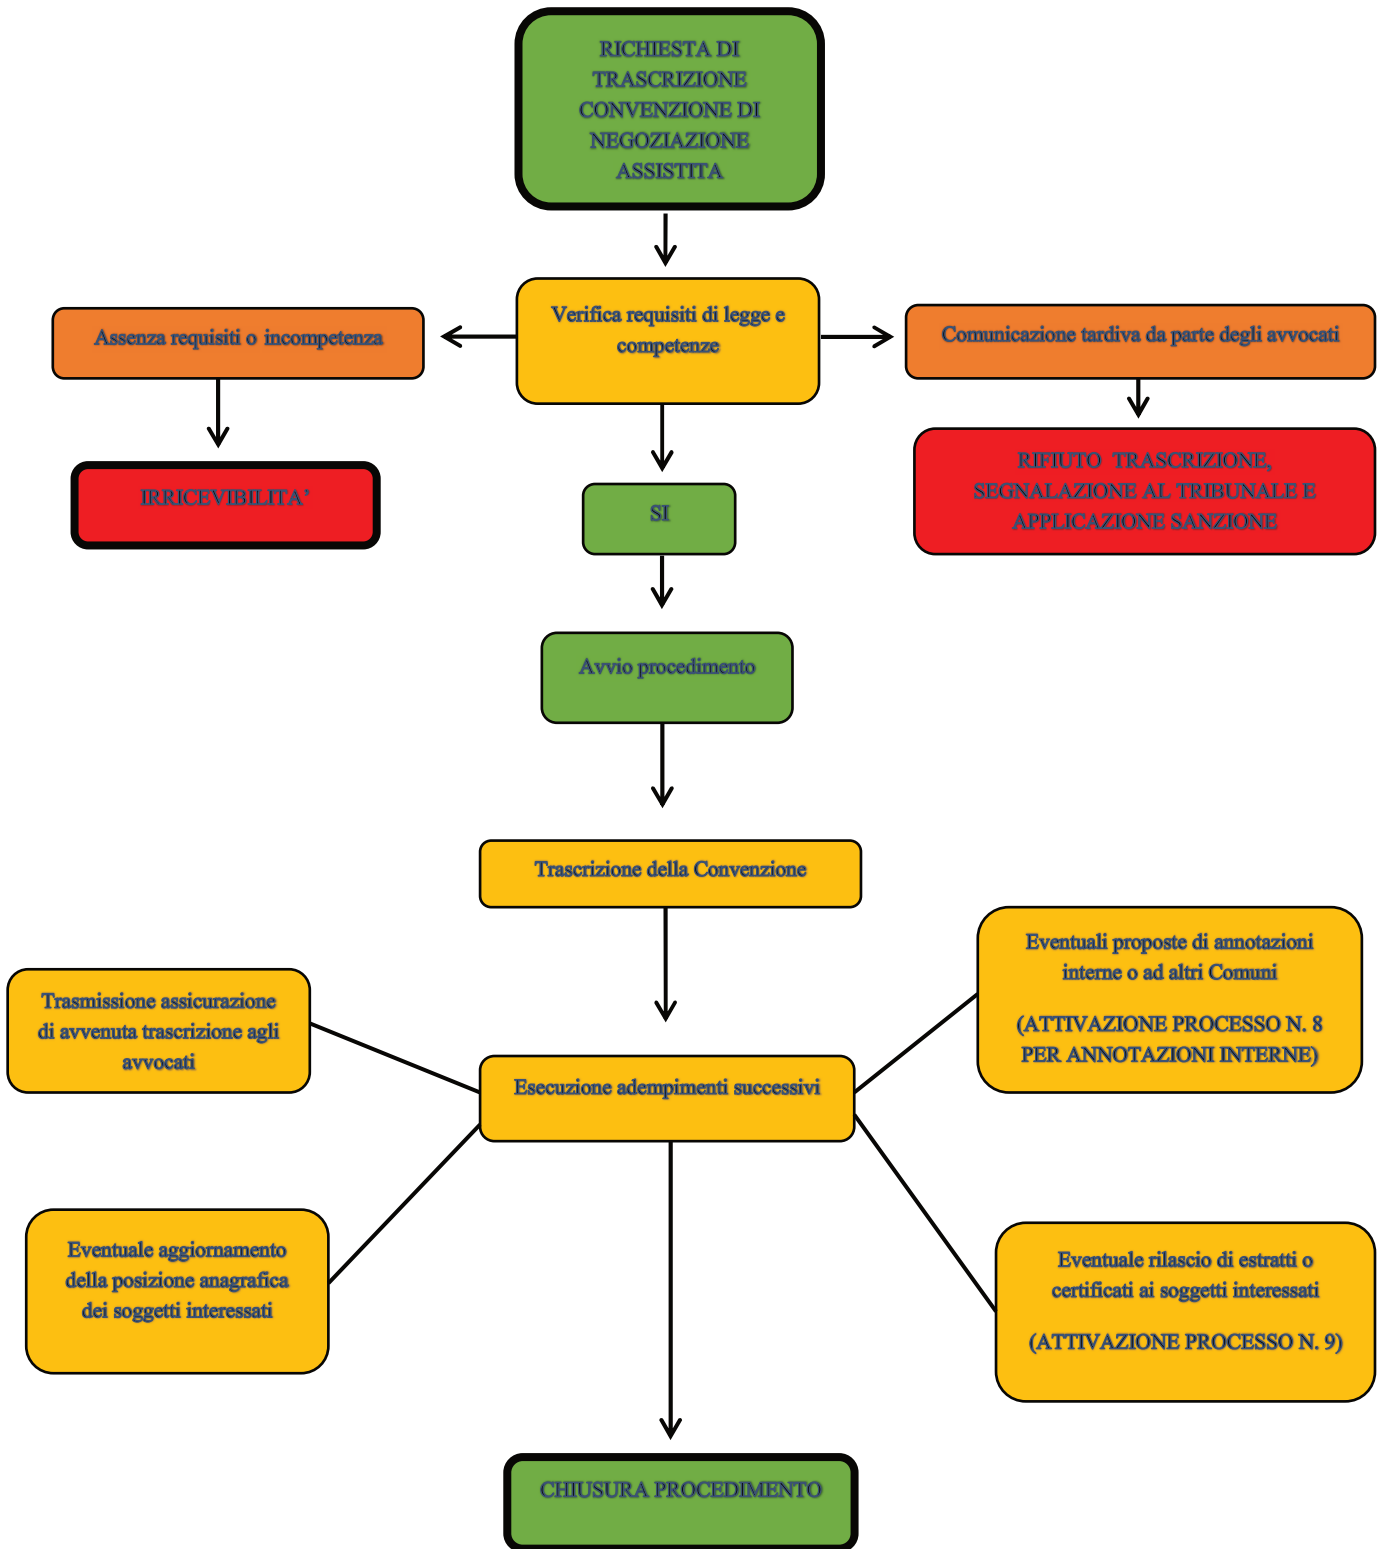 RICHIESTA DI
TRASCRIZIONE
CONVENZIONE DI
NEGOZIAZIONE
ASSISTITA
Verifica requisiti di legge e
competenze
Assenza requisiti o incompetenza
Comunicazione tardiva da parte degli avvocati
IRRICEVIBILITA’
RIFIUTO TRASCRIZIONE,
SEGNALAZIONE AL TRIBUNALE E
APPLICAZIONE SANZIONE
SI
Avvio procedimento
Trascrizione della Convenzione
Eventuali proposte di annotazioni
interne o ad altri Comuni
(ATTIVAZIONE PROCESSO N. 8
PER ANNOTAZIONI INTERNE)
Trasmissione assicurazione
di avvenuta trascrizione agli
avvocati
Esecuzione adempimenti successivi
Eventuale aggiornamento
della posizione anagrafica
dei soggetti interessati
Eventuale rilascio di estratti o
certificati ai soggetti interessati
(ATTIVAZIONE PROCESSO N. 9)
CHIUSURA PROCEDIMENTO